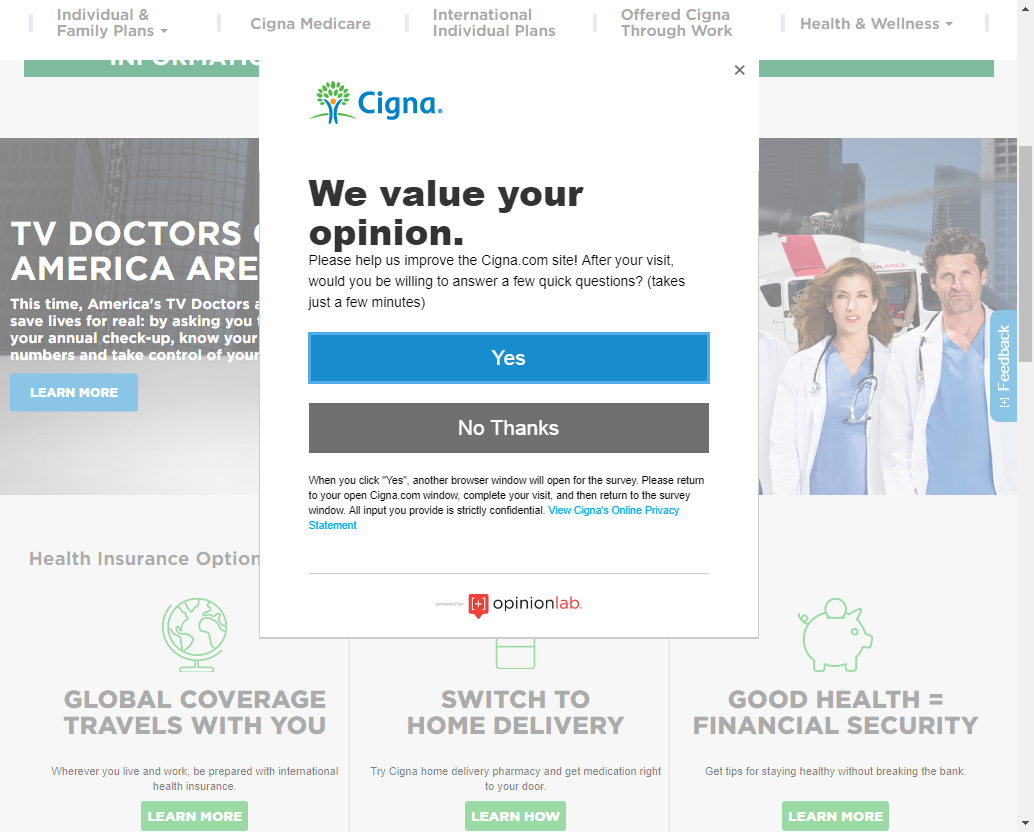 Individual &
Family Plans
Cigna Medicare
International
Individual Plans
Offered Cigna
Through Work
Health & Wellness
Cigna
We value your
opinion.
Please help us improve the Cigna.com site! After your visit,
would you be willing to answer a few quick questions? (takes
just a few minutes)
Yes
No Thanks
When you click "Yes", another browser window will open for the survey. Please return
to your open Cigna.com window, complete your visit, and then return to the survey
window. All input you provide is strictly confidential. View Cigna's Online Privacy
Statement
powered by [+] opinionlab.
TV DOCTORS
AMERICA ARE
This time, America's TV Doctors
save lives for real: by asking you
your annual check-up, know your
numbers and take control of your
LEARN MORE
AMBULANCE
[+] Feedback
Health Insurance Option
GLOBAL COVERAGE
TRAVELS WITH YOU
Wherever you live and work, be prepared with international
health insurance.
LEARN MORE
SWITCH TO
HOME DELIVERY
Try Cigna home delivery pharmacy and get medication right
to your door.
LEARN HOW
GOOD HEALTH =
FINANCIAL SECURITY
Get tips for staying healthy without breaking the bank.
LEARN MORE